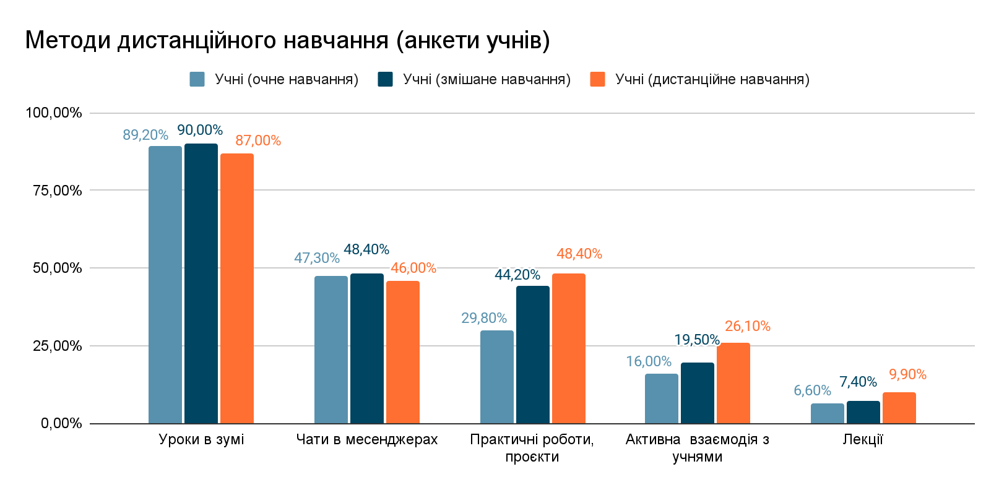 Методи дистанційного навчання (анкети учнів)
Учні (очне навчання) Учні (змішане навчання) Учні (дистанційне навчання)
100,00%
75,00%
50,00%
25,00%
0,00%
89,20% 90,00% 87,00%
47,30% 48,40% 46,00%
29,80% 44,20% 48,40%
16,00% 19,50% 26,10%
6,60% 7,40% 9,90%
Уроки в зумі
Чати в месенджерах
Практичні роботи,
проєкти
Активна взаємодія з
учнями
Лекції